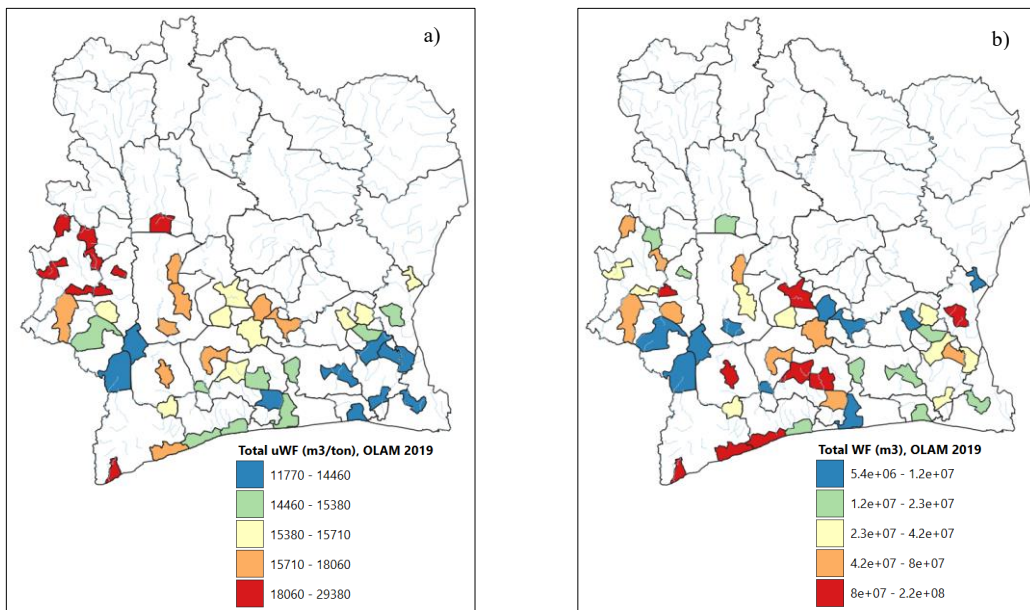 a)
Total uWF (m3/ton), OLAM 2019
11770 - 14460
14460 - 15380
15380 - 15710
15710 - 18060
18060 - 29380
b)
Total WF (m3), OLAM 2019
5.4e+06 - 1.2e+07
1.2e+07 - 2.3e+07
2.3e+07 - 4.2e+07
4.2e+07 - 8e+07
8e+07 - 2.2e+08